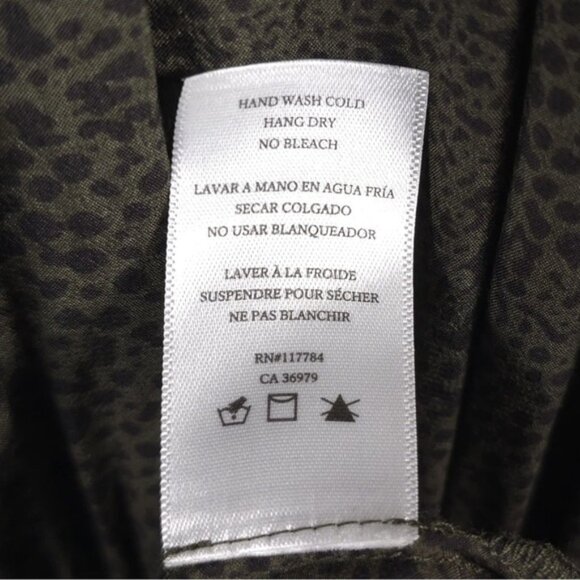 HAND WASH COLD
HANG DRY
NO BLEACH
LAVAR A MANO EN AGUA FRÍA
SECAR COLGADO
NO USAR BLANQUEADOR
LAVER À LA FROIDE
SUSPENDRE POUR SÉCHER
NE PAS BLANCHIR
RN#117784
CA 36979